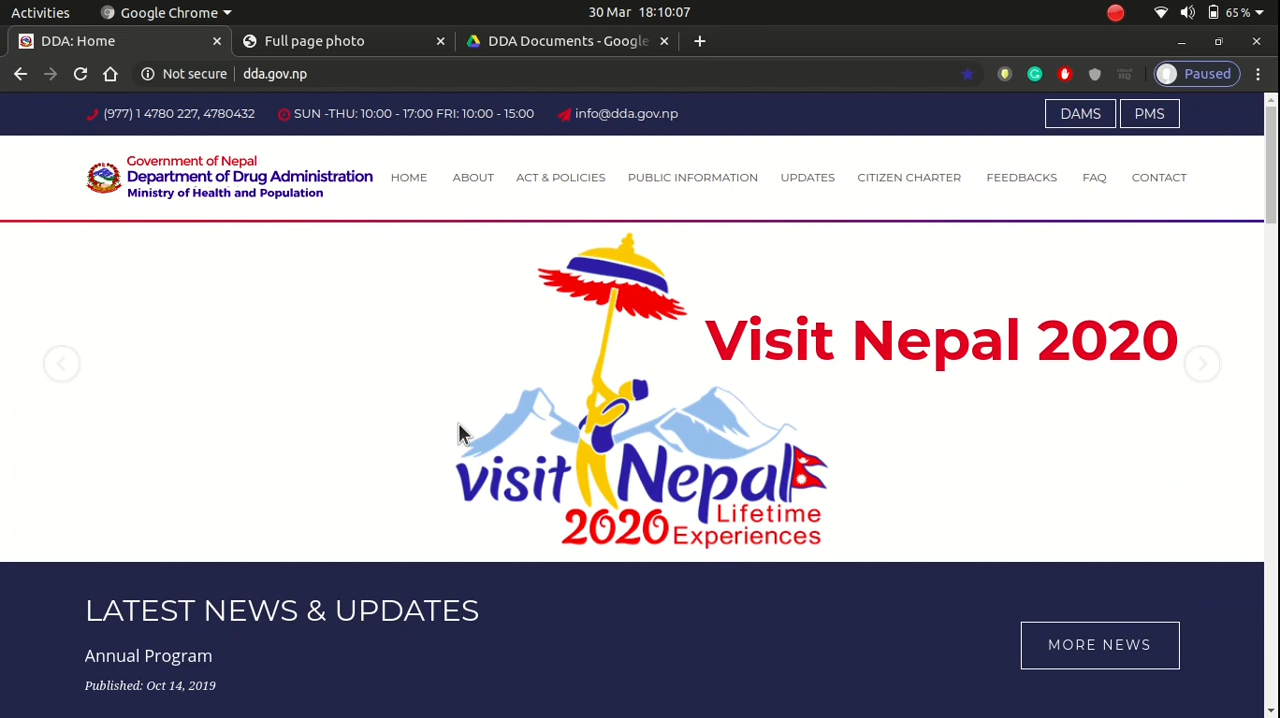 Activities Google Chrome 30 Mar 18:10:07 65%
DDA: Home Full page photo DDA Documents - Google
Not secure dda.gov.np Paused
(977) 1 4780 227, 4780432 SUN -THU: 10:00 - 17:00 FRI: 10:00 - 15:00 info@dda.gov.np DAMS PMS
Government of Nepal
Department of Drug Administration
Ministry of Health and Population
HOME ABOUT ACT & POLICIES PUBLIC INFORMATION UPDATES CITIZEN CHARTER FEEDBACKS FAQ CONTACT
Visit Nepal 2020
visit Nepal
2020 Lifetime
Experiences
LATEST NEWS & UPDATES
MORE NEWS
Annual Program
Published: Oct 14, 2019